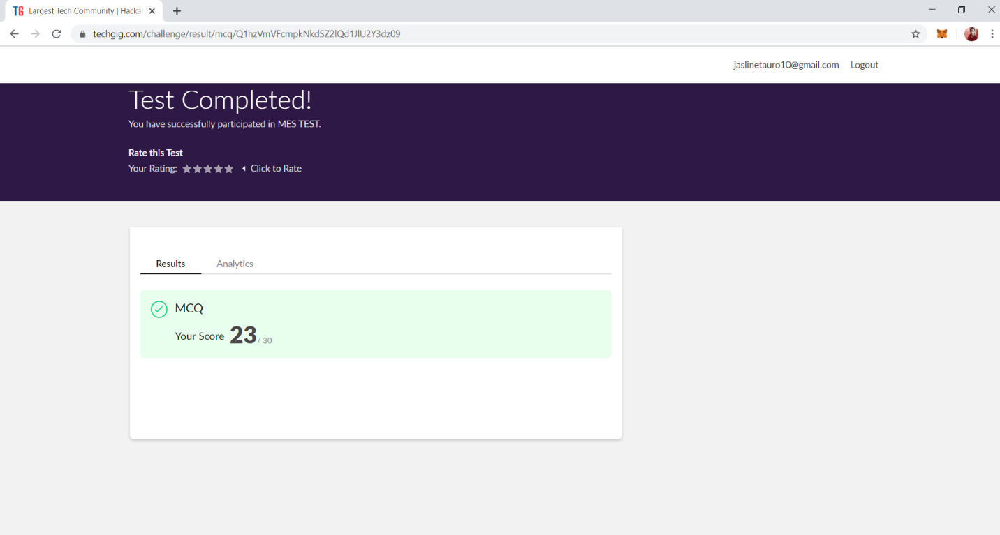 TG Largest Tech Community | Hacka
techgig.com/challenge/result/mcq/Q1hzVmVFcmpkNkdSZ2lQd1JlU2Y3dz09
jaslinetauro10@gmail.com Logout
Test Completed!
You have successfully participated in MES TEST.
Rate this Test
Your Rating: Click to Rate
Results Analytics
MCQ
Your Score 23 / 30